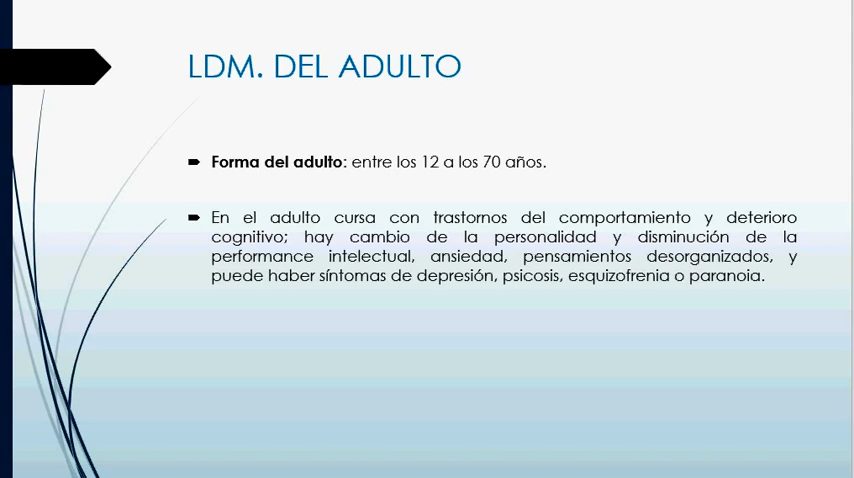 LDM. DEL ADULTO
Forma del adulto: entre los 12 a los 70 años.
En el adulto cursa con trastornos del comportamiento y deterioro
cognitivo; hay cambio de la personalidad y disminución de la
performance intelectual, ansiedad, pensamientos desorganizados, y
puede haber síntomas de depresión, psicosis, esquizofrenia o paranoia.